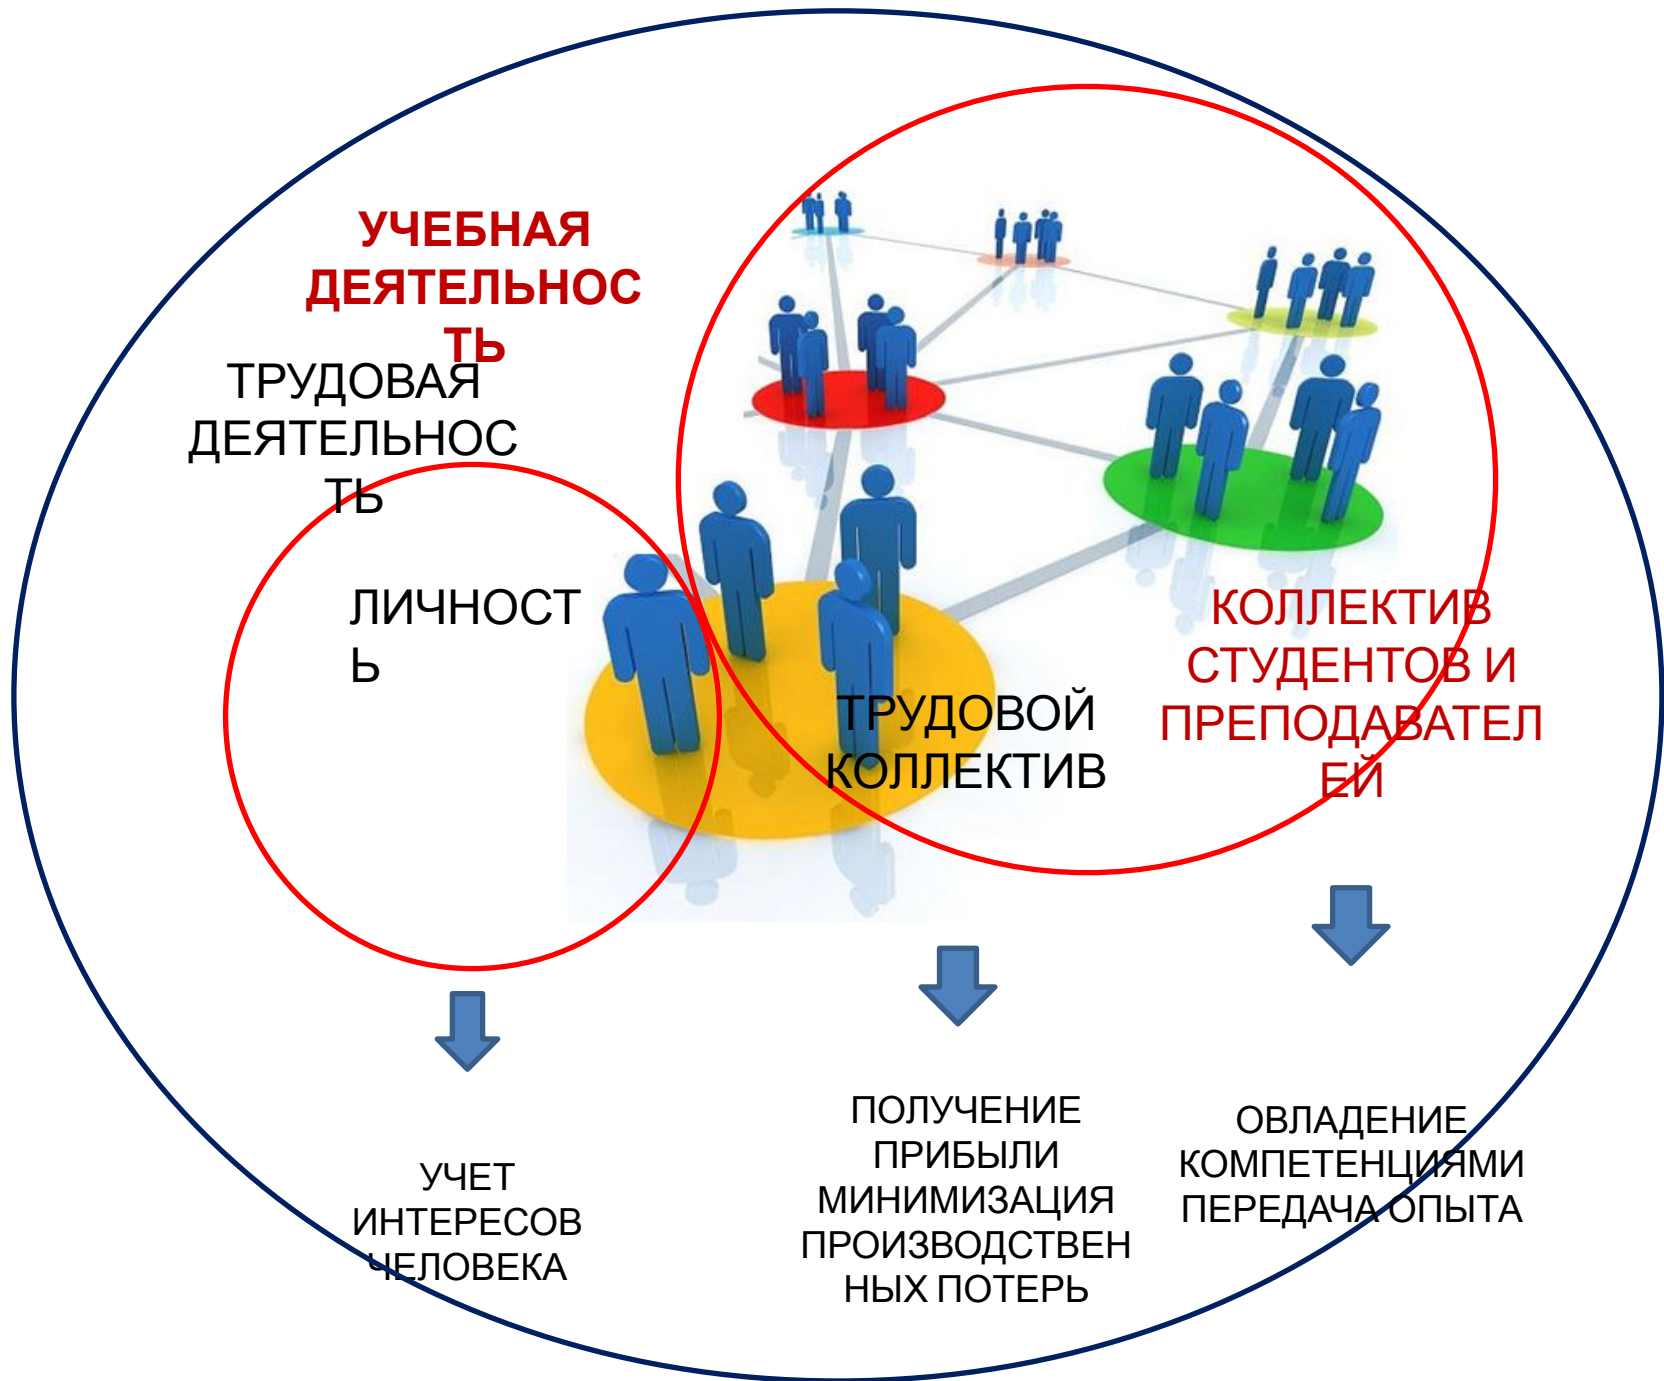 УЧЕБНАЯ
ДЕЯТЕЛЬНОС
ТЬ
ТРУДОВАЯ
ДЕЯТЕЛЬНОС
ТЬ
ЛИЧНОСТ
Ь
ТРУДОВОЙ
КОЛЛЕКТИВ
КОЛЛЕКТИВ
СТУДЕНТОВ И
ПРЕПОДАВАТЕЛ
ЕЙ
УЧЕТ
ИНТЕРЕСОВ
ЧЕЛОВЕКА
ПОЛУЧЕНИЕ
ПРИБЫЛИ
МИНИМИЗАЦИЯ
ПРОИЗВОДСТВЕН
НЫХ ПОТЕРЬ
ОВЛАДЕНИЕ
КОМПЕТЕНЦИЯМИ
ПЕРЕДАЧА ОПЫТА